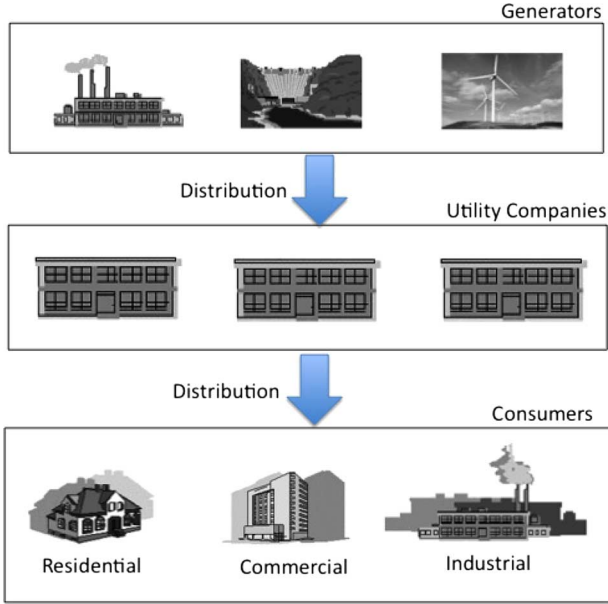 Generators
Distribution
Utility Companies
Distribution
Consumers
Residential
Commercial
Industrial